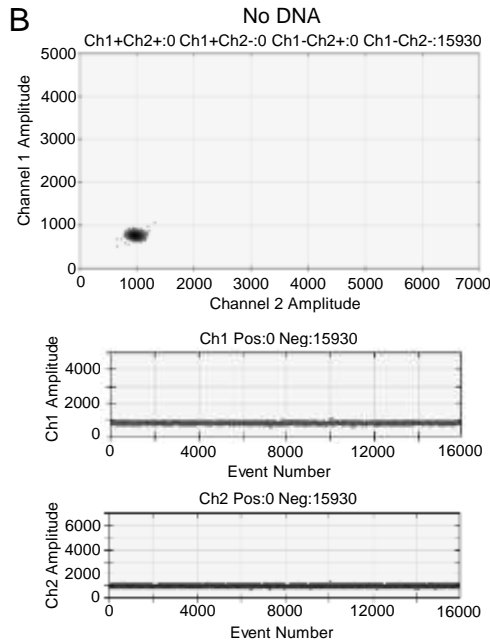 B
No DNA
Ch1+Ch2+:0 Ch1+Ch2-:0 Ch1-Ch2+:0 Ch1-Ch2-:15930
5000
4000
3000
2000
1000
0
Channel 1 Amplitude
0 1000 2000 3000 4000 5000 6000 7000
Channel 2 Amplitude
Ch1 Pos:0 Neg:15930
4000
2000
0
Ch1 Amplitude
0 4000 8000 12000 16000
Event Number
Ch2 Pos:0 Neg:15930
6000
4000
2000
0
Ch2 Amplitude
0 4000 8000 12000 16000
Event Number